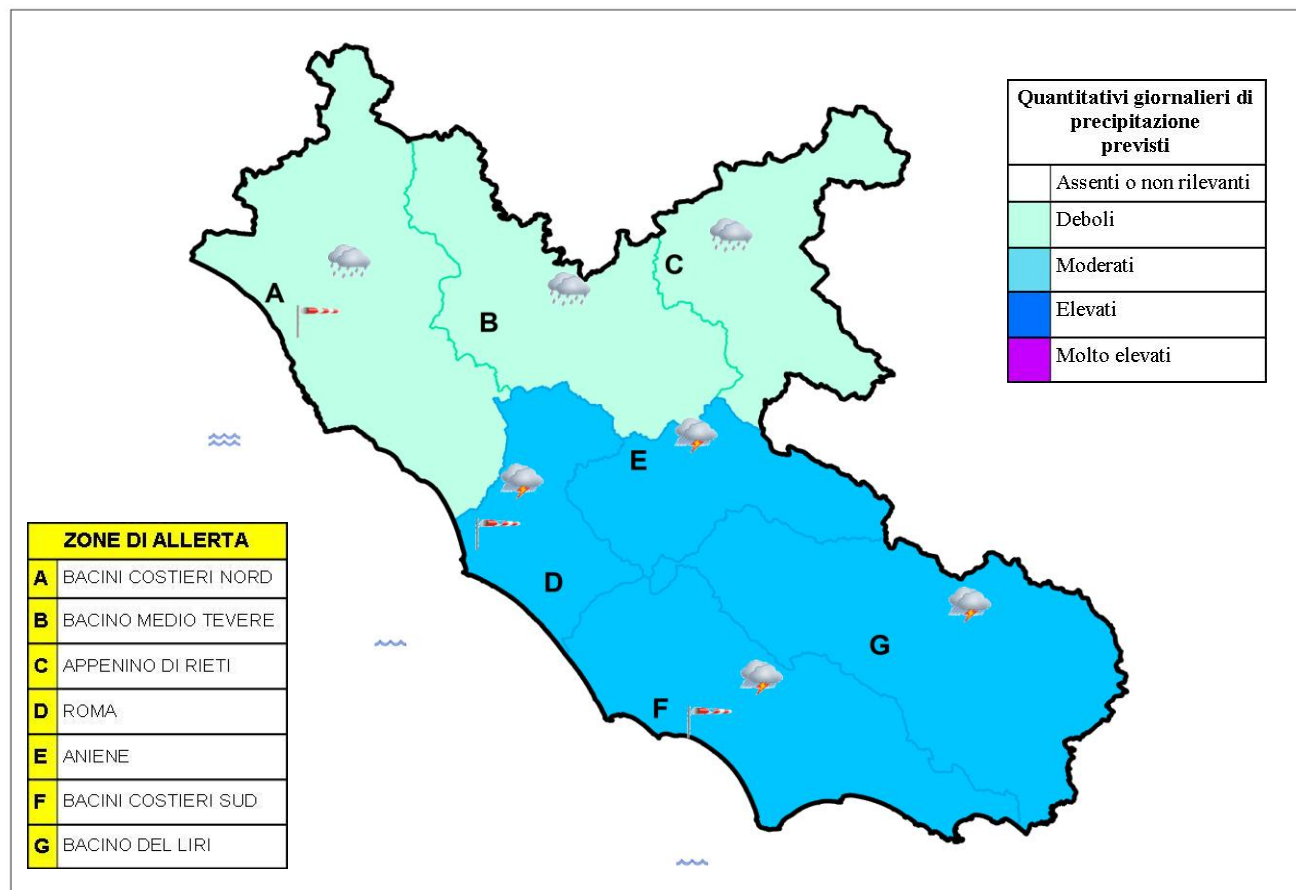 Quantitativi giornalieri di
precipitazione
previsti
Assenti o non rilevanti
Deboli
Moderati
Elevati
Molto elevati
A
B
C
E
D
G
F
ZONE DI ALLERTA
A BACINI COSTIERI NORD
B BACINO MEDIO TEVERE
C APPENINO DI RIETI
D ROMA
E ANIENE
F BACINI COSTIERI SUD
G BACINO DEL LIRI